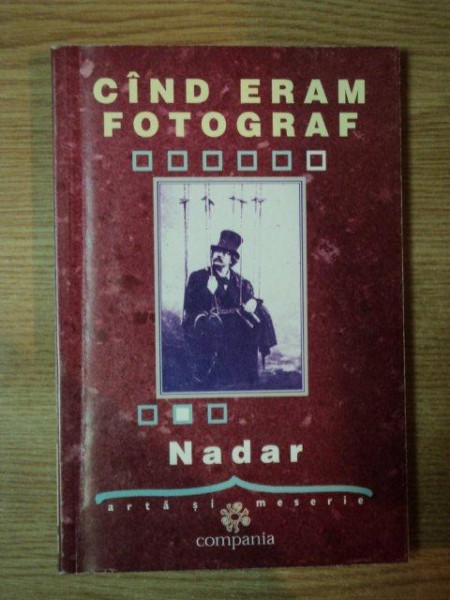 CÎND ERAM
FOTOGRAF
Nadar
artă și meserie
compania